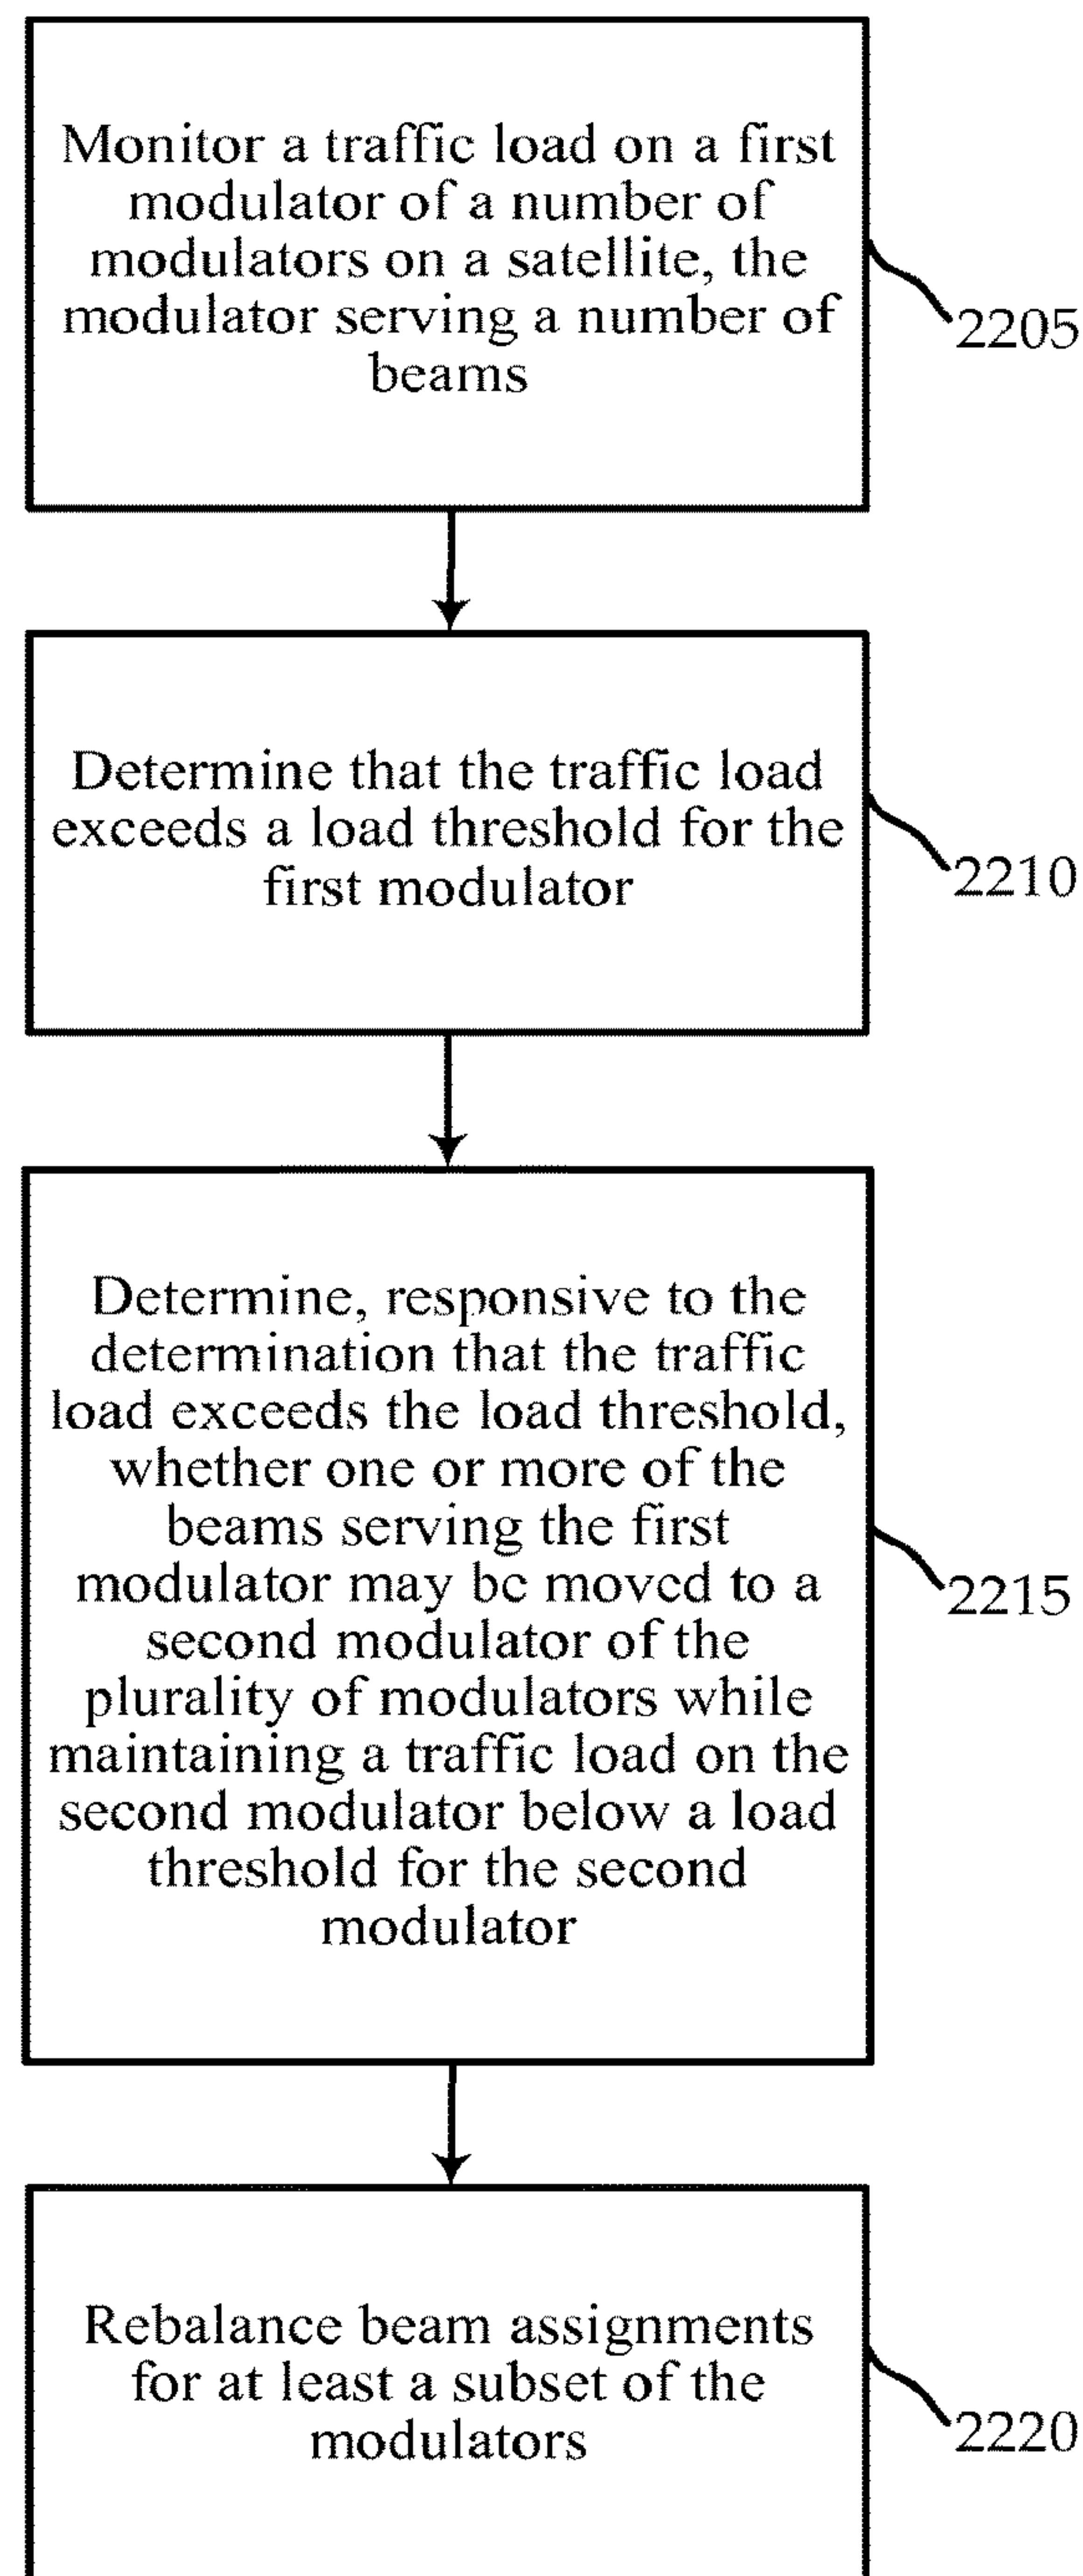 Monitor a traffic load on a first
modulator of a number of
modulators on a satellite, the
modulator serving a number of
beams
2205
Determine that the traffic load
exceeds a load threshold for the
first modulator
2210
Determine, responsive to the
determination that the traffic
load exceeds the load threshold,
whether one or more of the
beams serving the first
modulator may be moved to a
second modulator of the
plurality of modulators while
maintaining a traffic load on the
second modulator below a load
threshold for the second
modulator
2215
Rebalance beam assignments
for at least a subset of the
modulators
2220